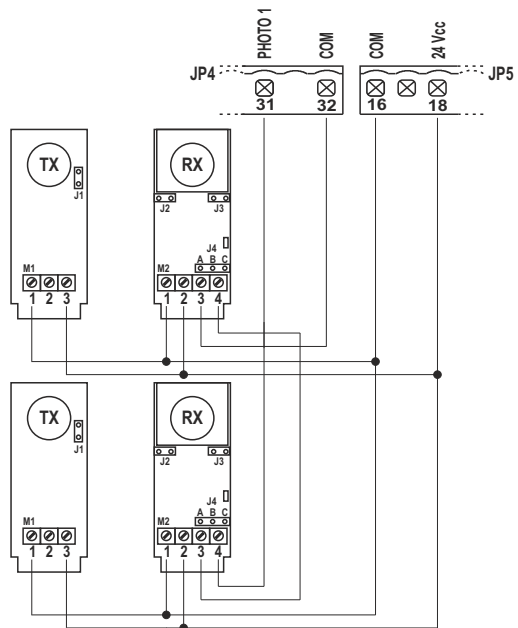 PHOTO 1 COM COM 24 Vcc
JP4 JP5
31 32 16 18
TX RX
J1
J2 J3
J4
A B C
M1 M2
1 2 3 1 2 3 4
TX RX
J1
J2 J3
J4
A B C
M1 M2
1 2 3 1 2 3 4